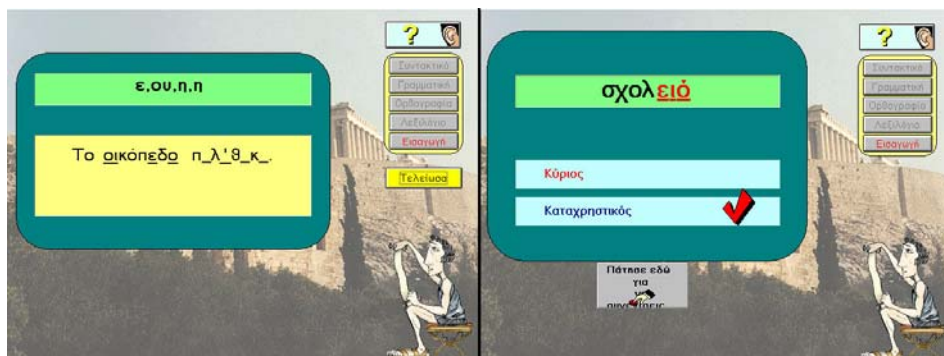 ε,ου,η,η
Το οικόπεδο π_λ'θ_κ_.
?
Συντακτικό
Γραμματική
Ορθογραφία
Λεξιλόγιο
Εισαγωγή
Τελείωσα
σχολειό
Κύριος
Καταχρηστικός
Πάτησε εδώ
για
να
?
Συντακτικό
Γραμματική
Ορθογραφία
Λεξιλόγιο
Εισαγωγή